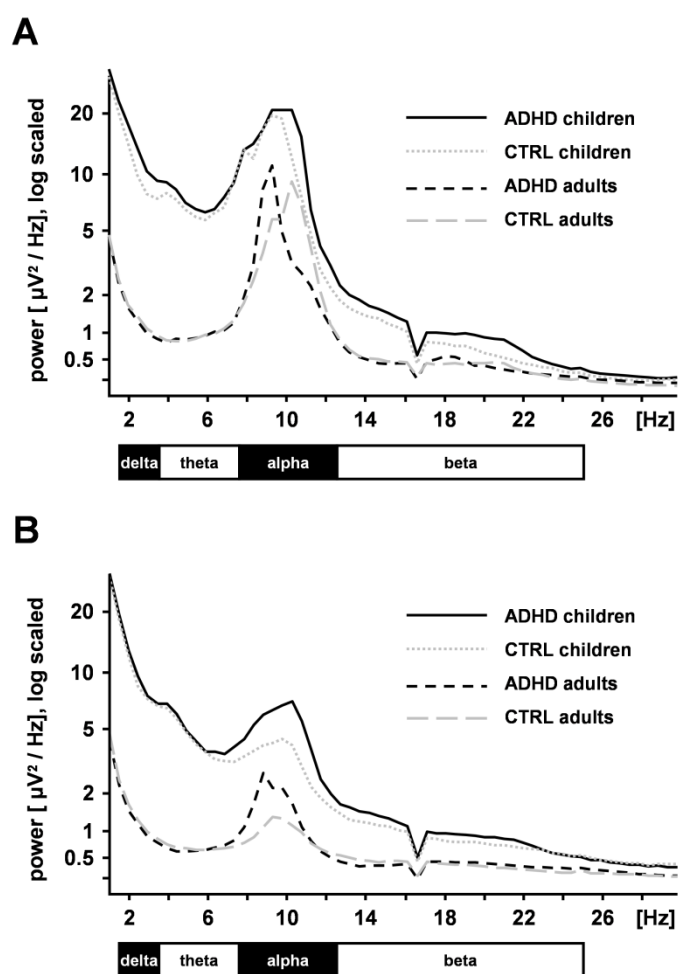 A
power [ µV² / Hz], log scaled
20
10
5
2
1
0.5
ADHD children
CTRL children
ADHD adults
CTRL adults
2 6 10 14 18 22 26 [Hz]
delta theta alpha beta
B
power [ µV² / Hz], log scaled
20
10
5
2
1
0.5
ADHD children
CTRL children
ADHD adults
CTRL adults
2 6 10 14 18 22 26 [Hz]
delta theta alpha beta